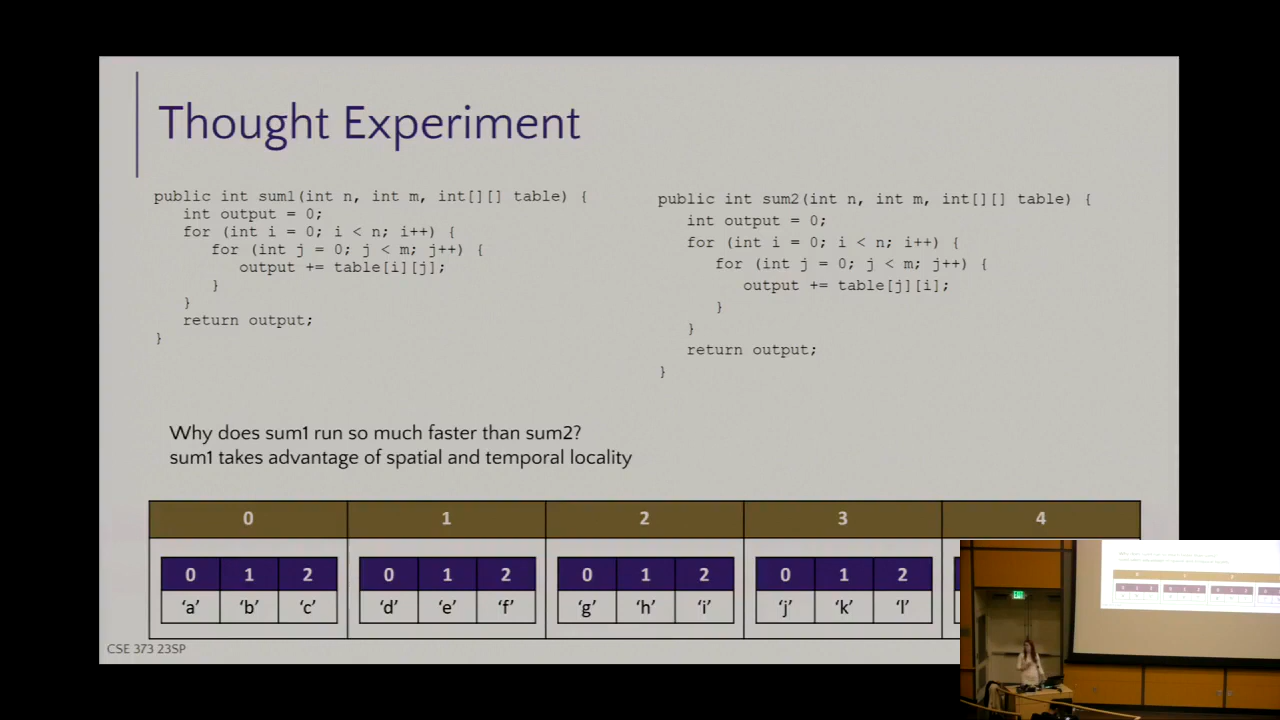 Thought Experiment
public int sum1(int n, int m, int[][] table) {
int output = 0;
for (int i = 0; i < n; i++) {
for (int j = 0; j < m; j++) {
output += table[i][j];
}
}
return output;
}
public int sum2(int n, int m, int[][] table) {
int output = 0;
for (int i = 0; i < n; i++) {
for (int j = 0; j < m; j++) {
output += table[j][i];
}
}
return output;
}
Why does sum1 run so much faster than sum2?
sum1 takes advantage of spatial and temporal locality
0 1 2 3 4
0 1 2 0 1 2 0 1 2 0 1 2
‘a’ ‘b’ ‘c’ ‘d’ ‘e’ ‘f’ ‘g’ ‘h’ ‘i’ ‘j’ ‘k’ ‘l’
CSE 373 23SP